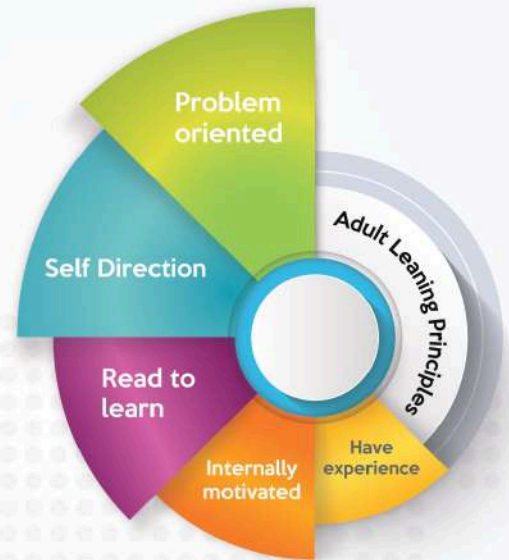 Problem
oriented
Self Direction
Read to
learn
Internally
motivated
Have
experience
Adult Leaning Principles